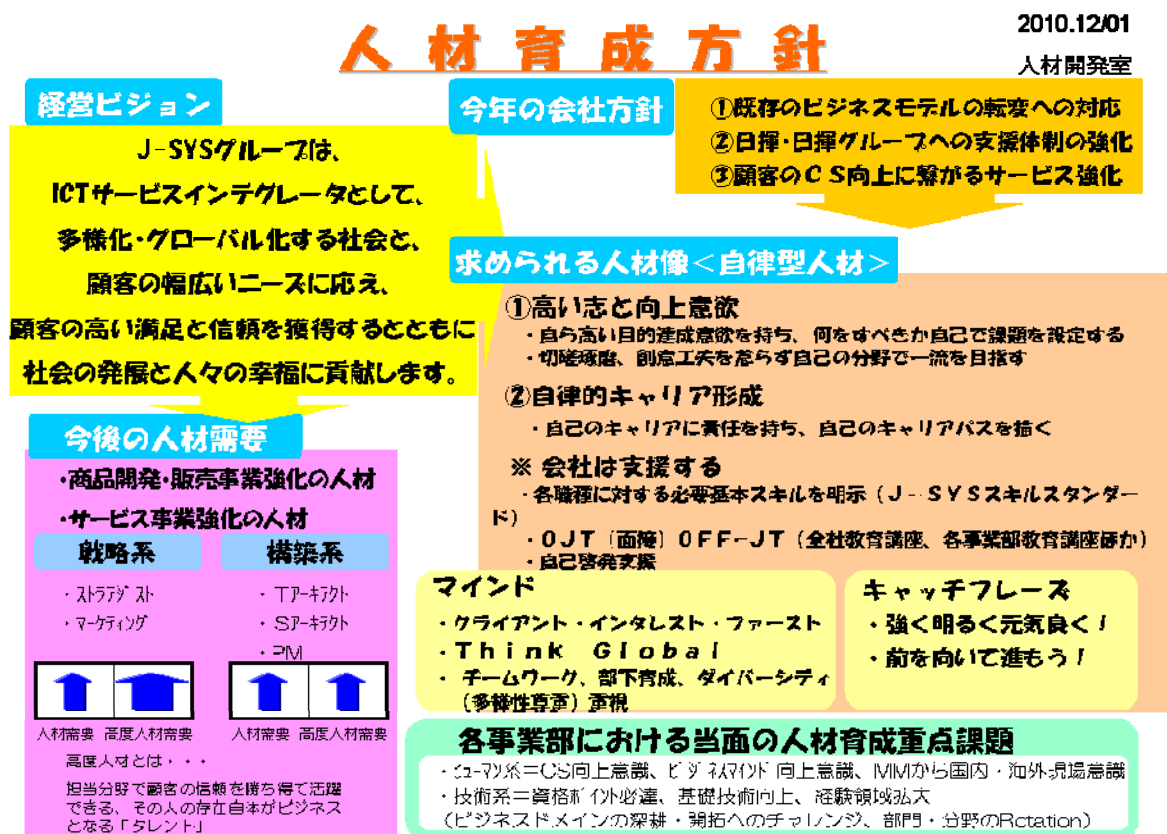 人材育成方針
2010.12/01
人材開発室
経営ビジョン
J-SYSグループは、
ICTサービスインテグレータとして、
多様化・グローバル化する社会と、
顧客の幅広いニーズに応え、
顧客の高い満足と信頼を獲得するとともに
社会の発展と人々の幸福に貢献します。
今年の会社方針
①既存のビジネスモデルの転変への対応
②日揮・日揮グループへの支援体制の強化
③顧客のCS向上に繋がるサービス強化
求められる人材像＜自律型人材＞
①高い志と向上意欲
・自ら高い目的達成意欲を持ち、何をすべきか自己で課題を設定する
・切磋琢磨、創意工夫を怠らず自己の分野で一流を目指す
②自律的キャリア形成
・自己のキャリアに責任を持ち、自己のキャリアパスを描く
※ 会社は支援する
・各職種に対する必要基本スキルを明示（J-SYSスキルスタンダー
ド）
・OJT（面接）OFF-JT（全社教育講座、各事業部教育講座ほか）
・自己啓発支援
今後の人材需要
・商品開発・販売事業強化の人材
・サービス事業強化の人材
戦略系
・ストラテジスト
・マーケティング
構築系
・Tアーキテクト
・Sアーキテクト
・PM
人材需要 高度人材需要
人材需要 高度人材需要
高度人材とは・・・
担当分野で顧客の信頼を勝ち得て活躍
できる、その人の存在自体がビジネス
となる「タレント」
マインド
・クライアント・インタレスト・ファースト
・Think Global
・チームワーク、部下育成、ダイバーシティ
（多様性尊重）重視
キャッチフレーズ
・強く明るく元気良く！
・前を向いて進もう！
各事業部における当面の人材育成重点課題
・ヒューマン系＝CS向上意識、ビジネスマインド向上意識、MMから国内・海外現場意識
・技術系＝資格ポイント必達、基礎技術向上、経験領域拡大
（ビジネスドメインの深耕・開拓へのチャレンジ、部門・分野のRotation）